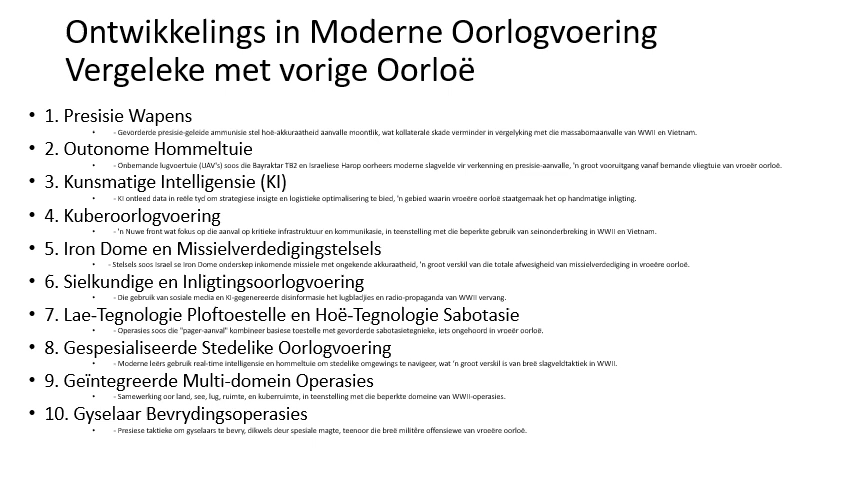 Ontwikkelings in Moderne Oorlogvoering
Vergeleke met vorige Oorloë
• 1. Presisie Wapens
• - Gevorderde presisie-geleide ammunisie stel hoë-akkuraatheid aanvalle moontlik, wat kollaterale skade verminder in vergelyking met die massabomaanvalle van WWII en Vietnam.
• 2. Outonome Hommeltuie
• - Onbemande lugvoertuie (UAV's) soos die Bayraktar TB2 en Israeliese Harop oorheers moderne slagvelde vir verkenning en presisie-aanvalle, 'n groot vooruitgang vanaf bemande vliegtuie van vroeër oorloë.
• 3. Kunsmatige Intelligensie (KI)
• - KI ontleed data in reële tyd om strategiese insigte en logistieke optimalisering te bied, 'n gebied waarin vroeëre oorloë staatgemaak het op handmatige inligting.
• 4. Kuberoorlogvoering
• - 'n Nuwe front wat fokus op die aanval op kritieke infrastruktuur en kommunikasie, in teenstelling met die beperkte gebruik van seinonderbreking in WWII en Vietnam.
• 5. Iron Dome en Missielverdedigingstelsels
• - Stelsels soos Israel se Iron Dome onderskep inkomende missiele met ongekende akkuraatheid, 'n groot verskil van die totale afwesigheid van missielverdediging in vroeëre oorloë.
• 6. Sielkundige en Inligtingsoorlogvoering
• - Die gebruik van sosiale media en KI-gegenereerde disinformasie het lugbladjies en radio-propaganda van WWII vervang.
• 7. Lae-Tegnologie Ploftoestelle en Hoë-Tegnologie Sabotasie
• - Operasies soos die "pager-aanval" kombineer basiese toestelle met gevorderde sabotasietegnieke, iets ongehoord in vroeër oorloë.
• 8. Gespesialiseerde Stedelike Oorlogvoering
• - Moderne leërs gebruik real-time intelligensie en hommeltuie om stedelike omgewings te navigeer, wat 'n groot verskil is van breë slagveldtaktiek in WWII.
• 9. Geïntegreerde Multi-domein Operasies
• - Samewerking oor land, see, lug, ruimte, en kuberruimte, in teenstelling met die beperkte domeine van WWII-operasies.
• 10. Gyselaar Bevrydingsoperasies
• - Presiese taktieke om gyselaars te bevry, dikwels deur spesiale magte, teenoor die breë militêre offensiewe van vroeëre oorloë.